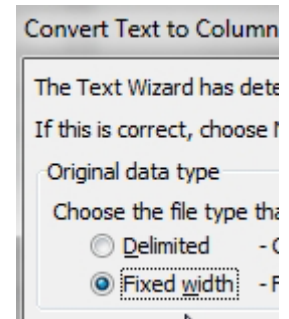 Convert Text to Column
The Text Wizard has dete
If this is correct, choose
Original data type
Choose the file type tha
Delimited -
Fixed width -